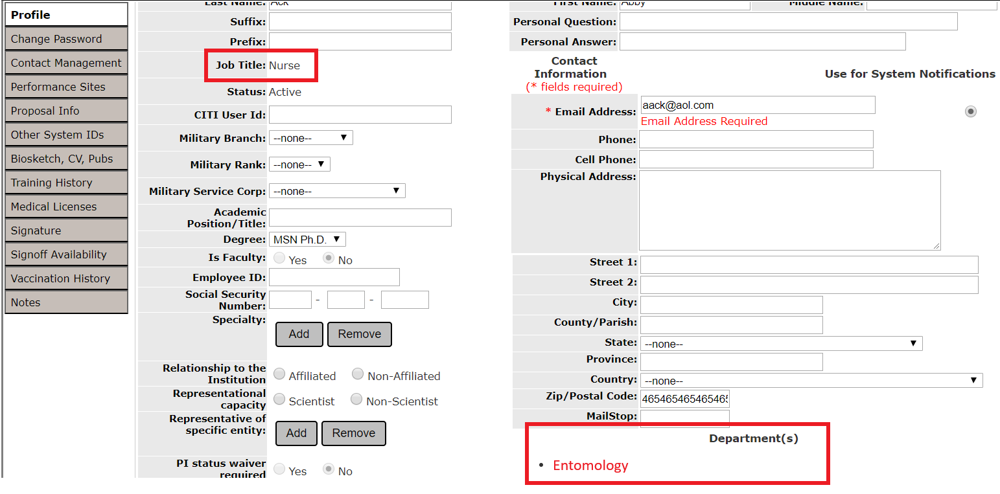 Profile
Change Password
Contact Management
Performance Sites
Proposal Info
Other System IDs
Biosketch, CV, Pubs
Training History
Medical Licenses
Signature
Signoff Availability
Vaccination History
Notes
Last Name: Ack
Suffix:
Prefix:
Job Title: Nurse
Status: Active
CITI User Id:
Military Branch: --none--
Military Rank: --none--
Military Service Corp: --none--
Academic
Position/Title:
Degree: MSN Ph.D.
Is Faculty: Yes No
Employee ID:
Social Security
Number: - -
Specialty:
Add Remove
Relationship to the
Institution
Affiliated Non-Affiliated
Representational
capacity
Scientist Non-Scientist
Representative of
specific entity:
Add Remove
PI status waiver
required
Yes No
First Name: Abby Middle Name:
Personal Question:
Personal Answer:
Contact
Information
(* fields required)
Use for System Notifications
* Email Address: aack@aol.com
Email Address Required
Phone:
Cell Phone:
Physical Address:
Street 1:
Street 2:
City:
County/Parish:
State: --none--
Province:
Country: --none--
Zip/Postal Code: 46546546546546
MailStop:
Department(s)
• Entomology